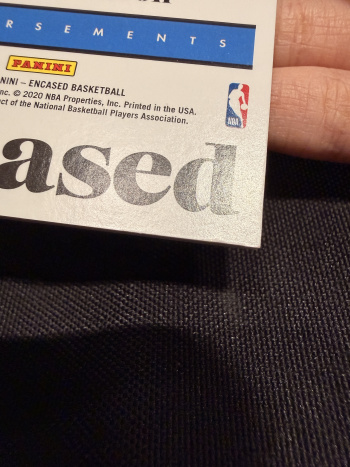 RSEMENTS
PANINI
NINI – ENCASED BASKETBALL
nc. © 2020 NBA Properties, Inc. Printed in the USA.
ct of the National Basketball Players Association.
NBA
ased